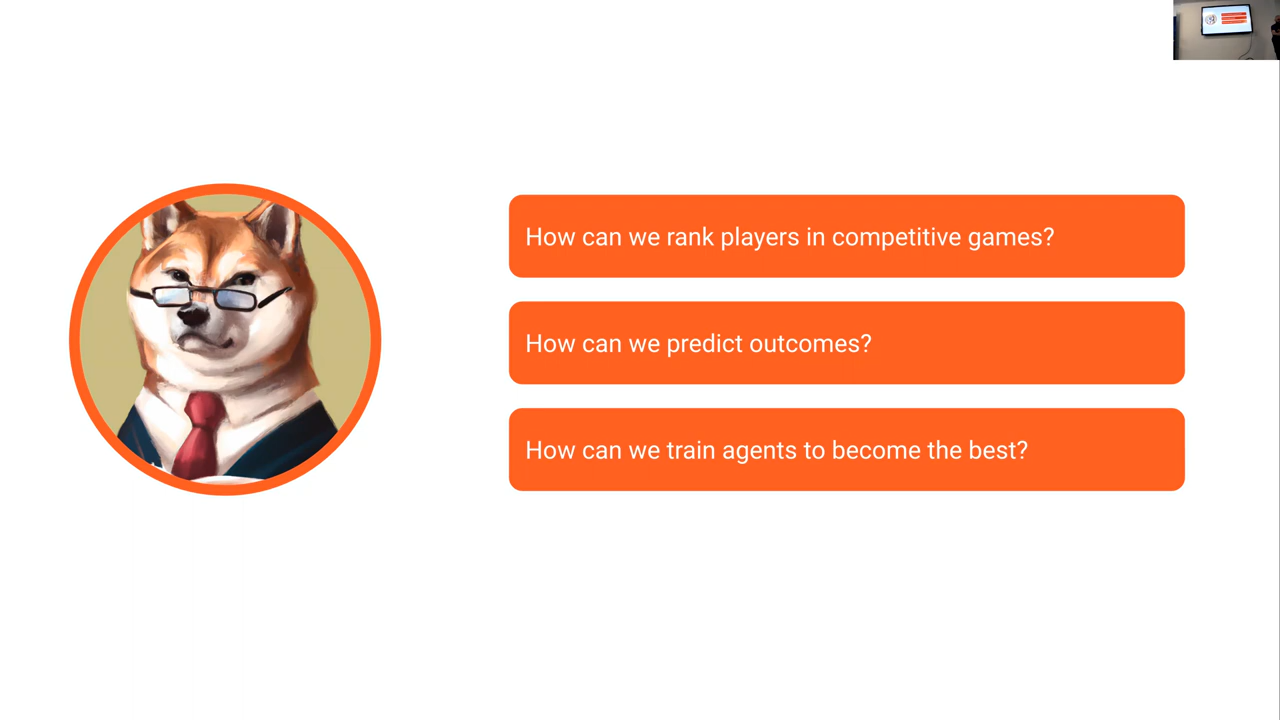 How can we rank players in competitive games?
How can we predict outcomes?
How can we train agents to become the best?